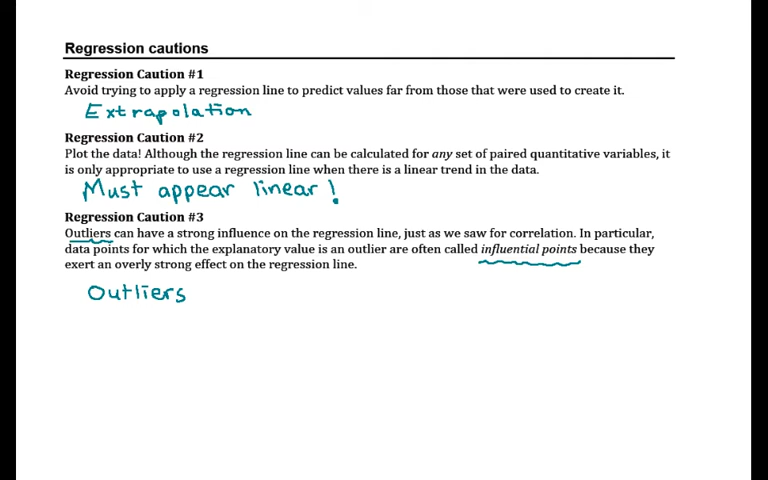 Regression cautions
Regression Caution #1
Avoid trying to apply a regression line to predict values far from those that were used to create it.
Extrapolation
Regression Caution #2
Plot the data! Although the regression line can be calculated for any set of paired quantitative variables, it
is only appropriate to use a regression line when there is a linear trend in the data.
Must appear linear!
Regression Caution #3
Outliers can have a strong influence on the regression line, just as we saw for correlation. In particular,
data points for which the explanatory value is an outlier are often called influential points because they
exert an overly strong effect on the regression line.
Outliers